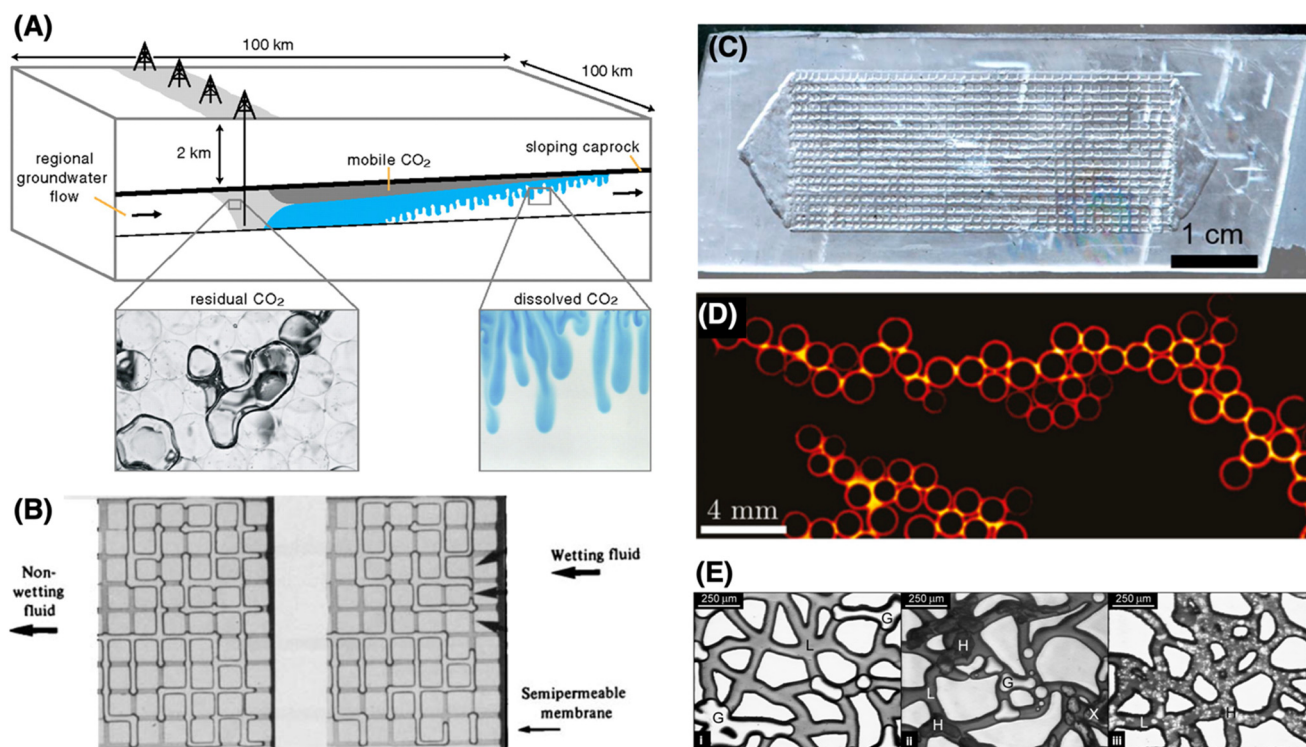 (A)
100 km
100 km
2 km
regional
groundwater
flow
mobile CO₂
sloping caprock
residual CO₂
dissolved CO₂
(B)
Non-
wetting
fluid
Wetting
fluid
Semipermeable
membrane
(C)
1 cm
(D)
4 mm
(E)
250 µm
G
L
G
i
250 µm
H
G
L
H
X
ii
250 µm
L
H
iii